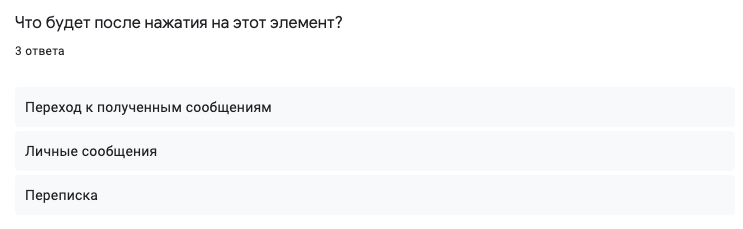 Что будет после нажатия на этот элемент?
3 ответа
Переход к полученным сообщениям
Личные сообщения
Переписка